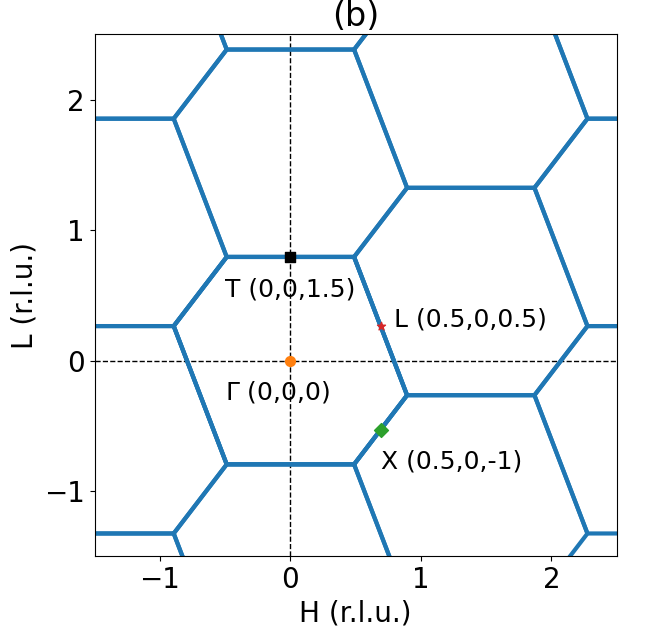 (b)
2
T (0,0,1.5)
1
L (0.5,0,0.5)
0
Γ (0,0,0)
X (0.5,0,-1)
−1
−1
0
1
2
H (r.l.u.)
L (r.l.u.)